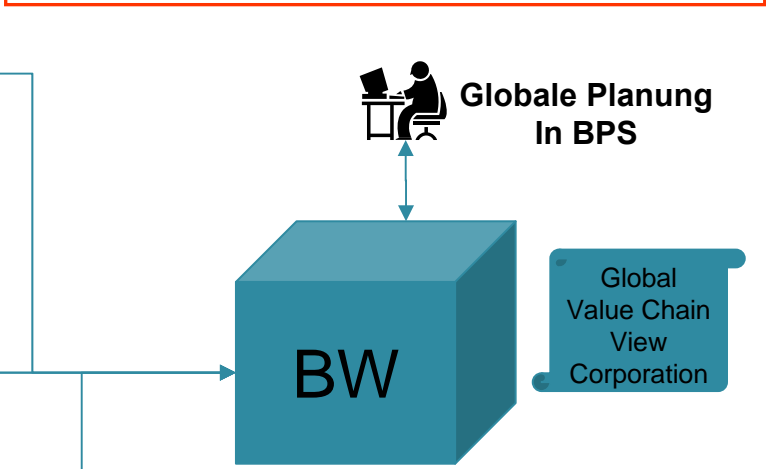 Globale Planung
In BPS
BW
Global
Value Chain
View
Corporation